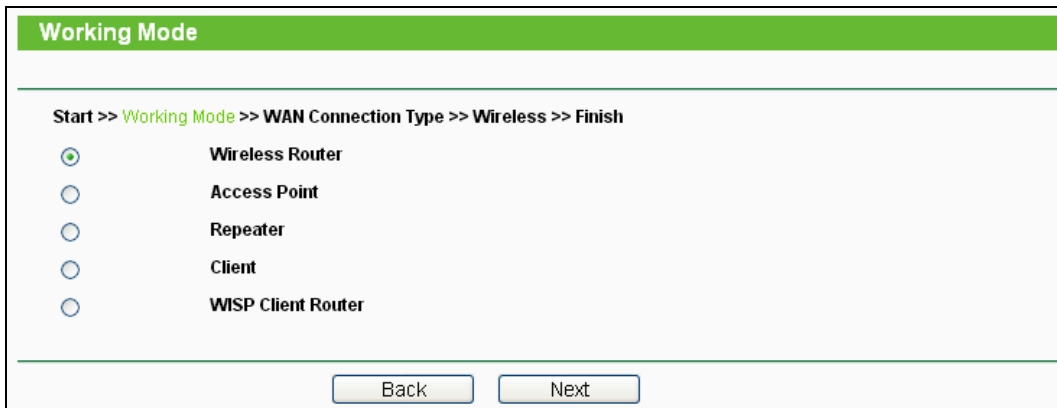 Working Mode
Start >> Working Mode >> WAN Connection Type >> Wireless >> Finish
Wireless Router
Access Point
Repeater
Client
WISP Client Router
Back Next